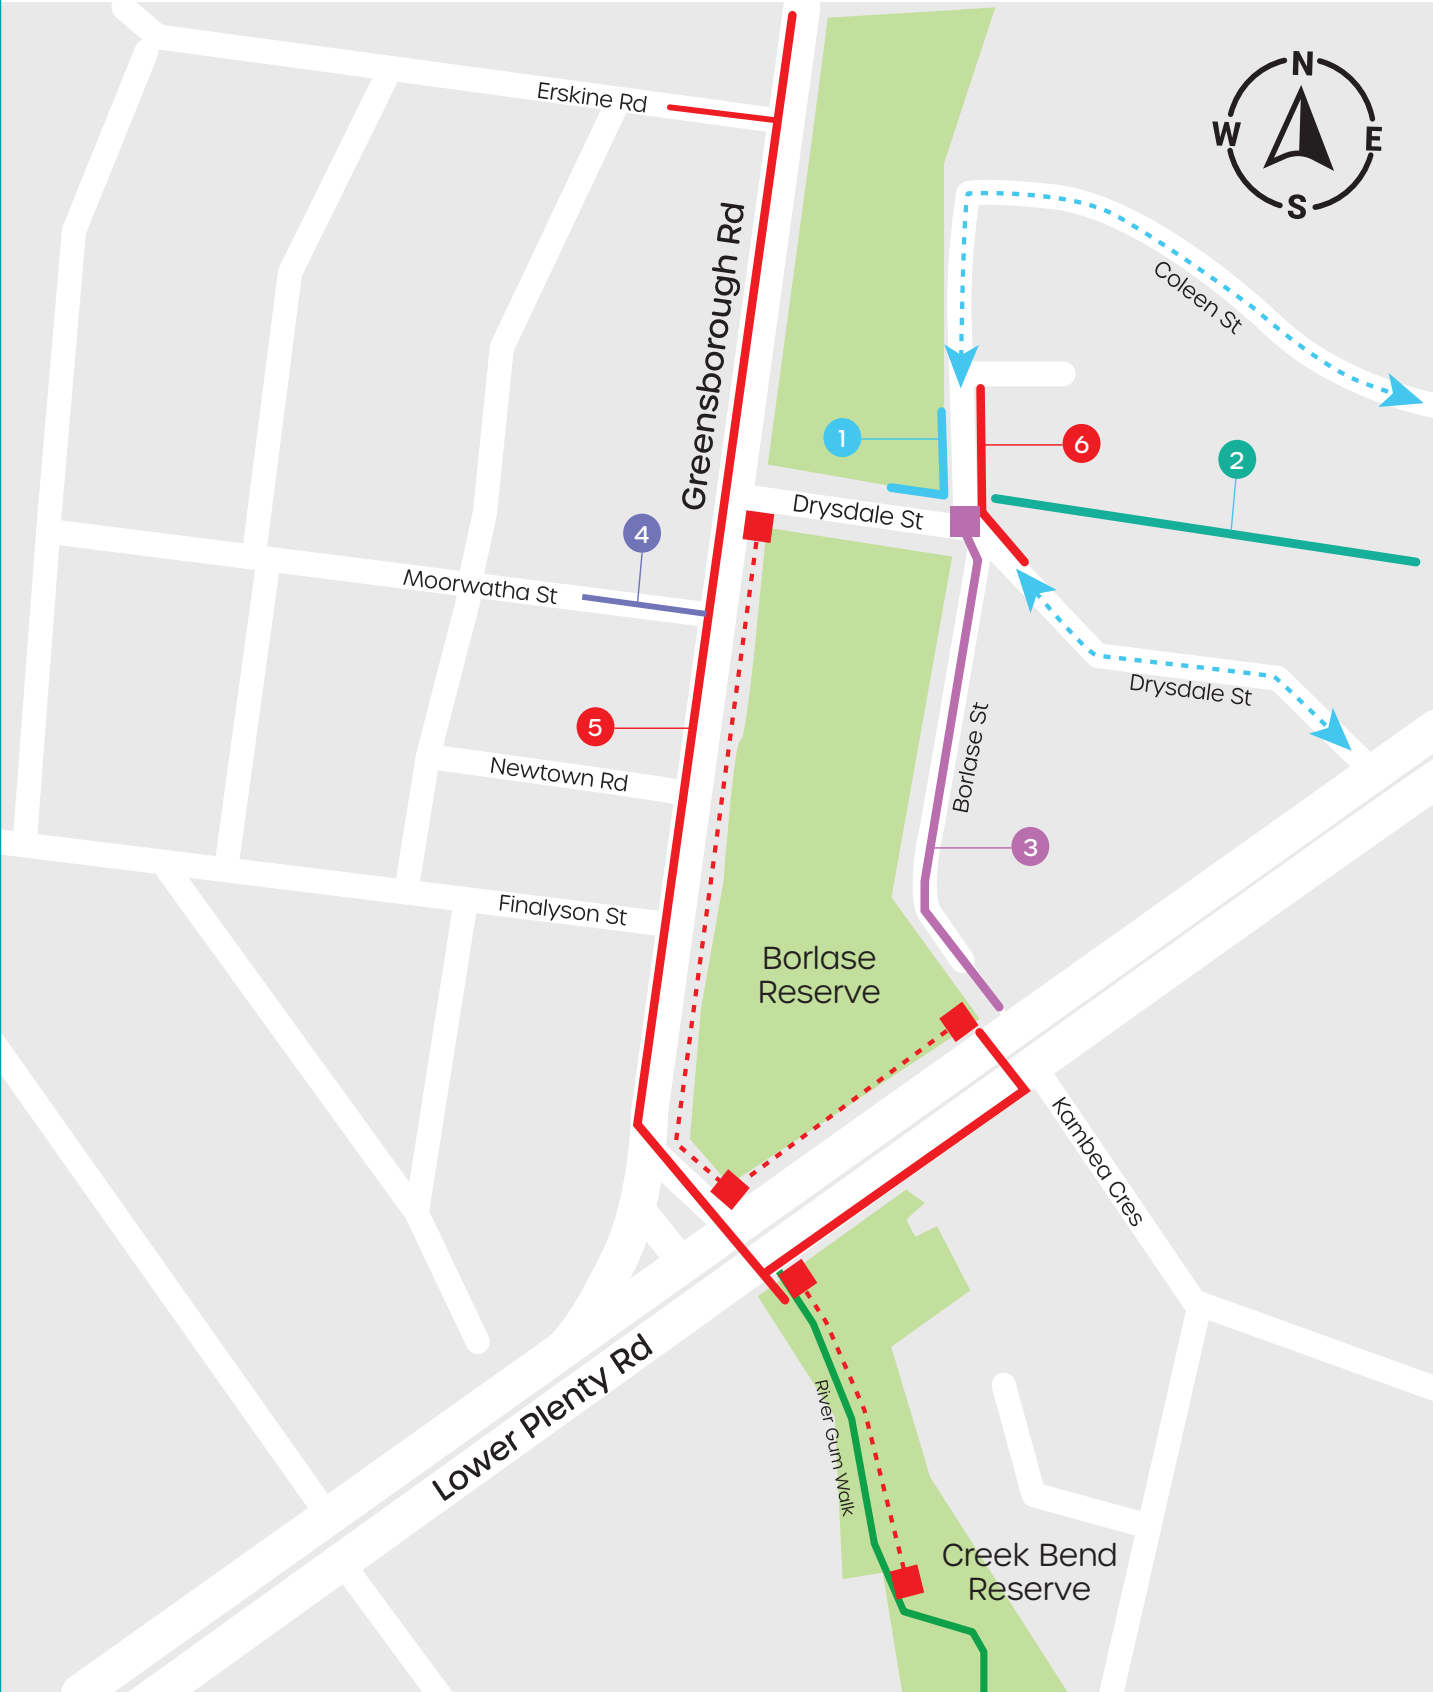 N
W
E
S
Erskine Rd
Greensborough Rd
Coleen St
1
6
2
Drysdale St
4
Moorwatha St
Drysdale St
5
Newtown Rd
Borlase St
3
Finalyson St
Borlase
Reserve
Kambea Cres
Lower Plenty Rd
River Gum Walk
Creek Bend
Reserve